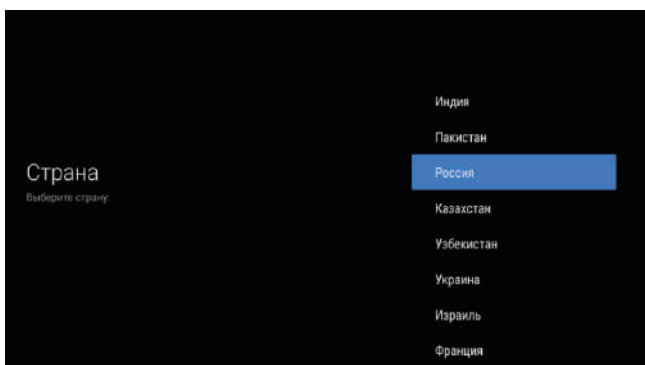 Страна
Выберите страну:
Индия
Пакистан
Россия
Казахстан
Узбекистан
Украина
Израиль
Франция